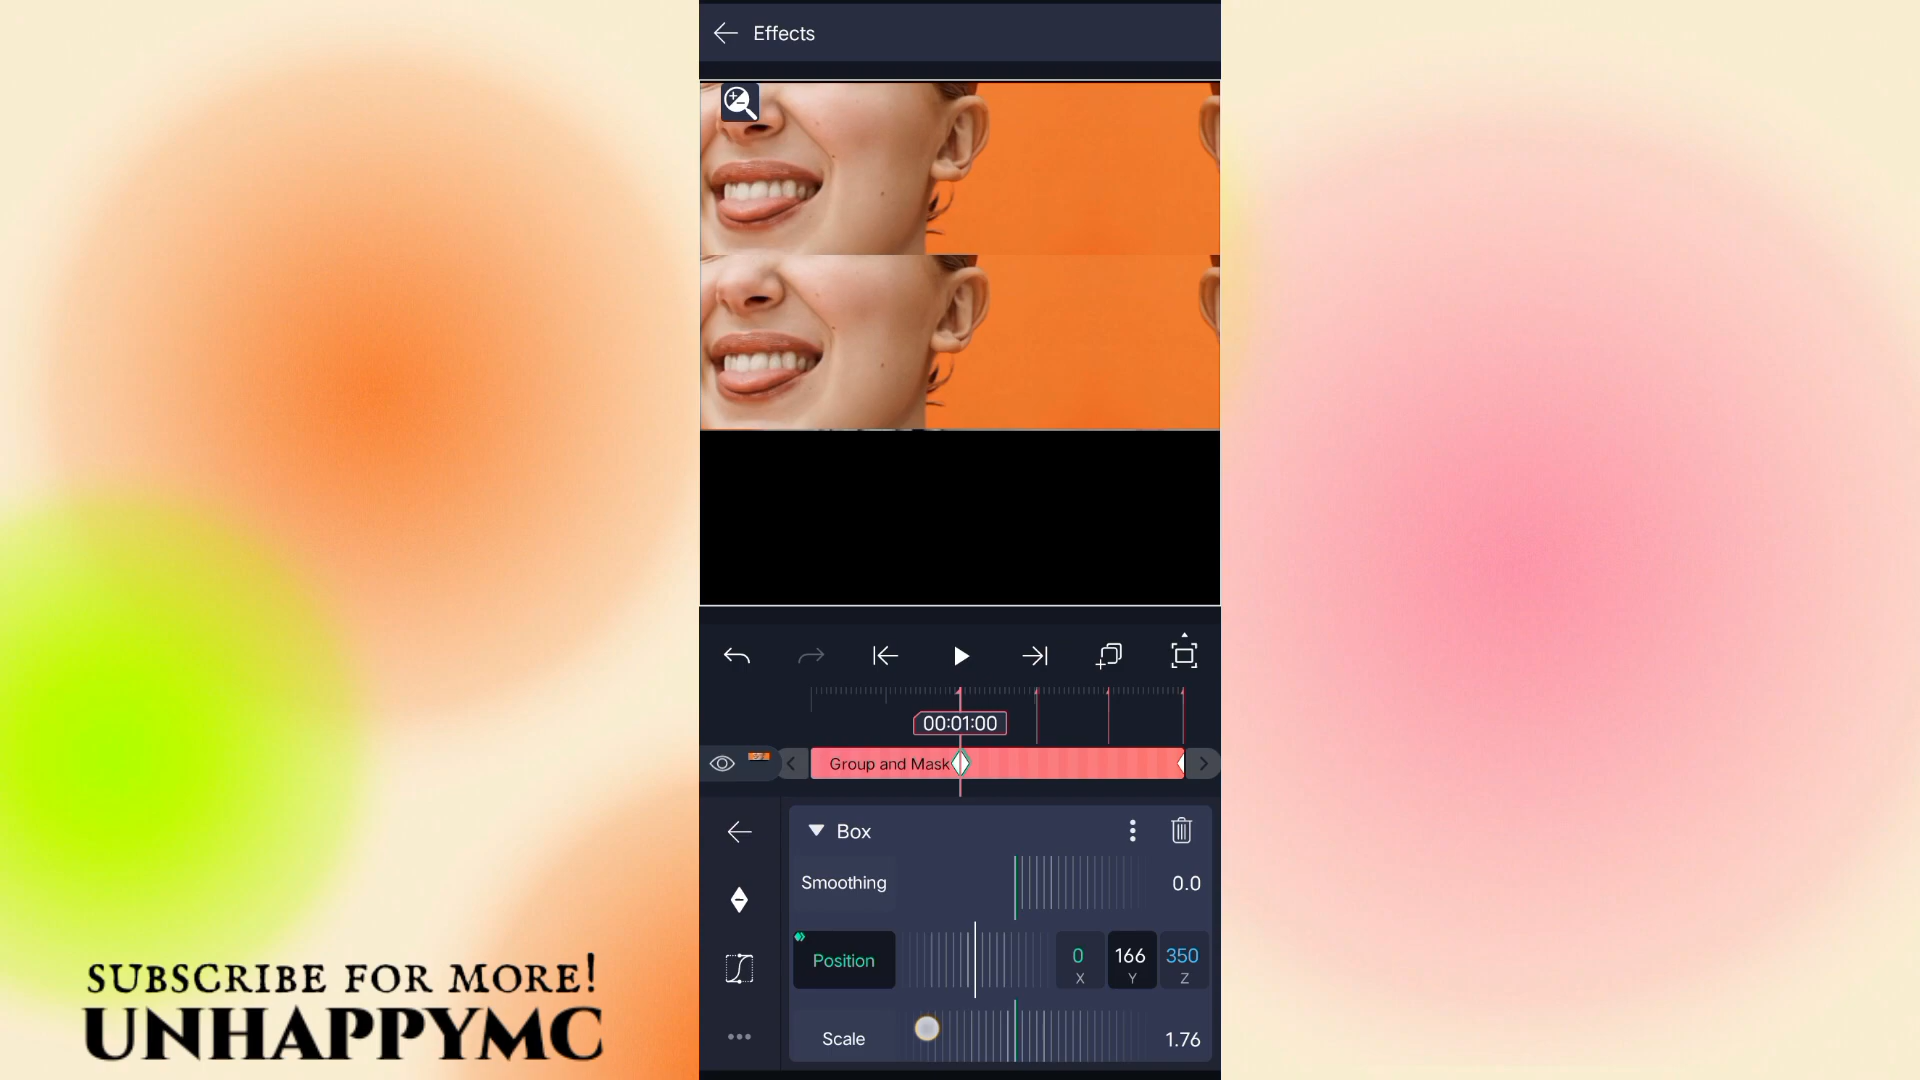 Effects
00:01:00
Group and Mask
Box
Smoothing
0.0
Position
0
166
350
X
Y
Z
Scale
1.76
SUBSCRIBE FOR MORE!
UNHAPPYMC